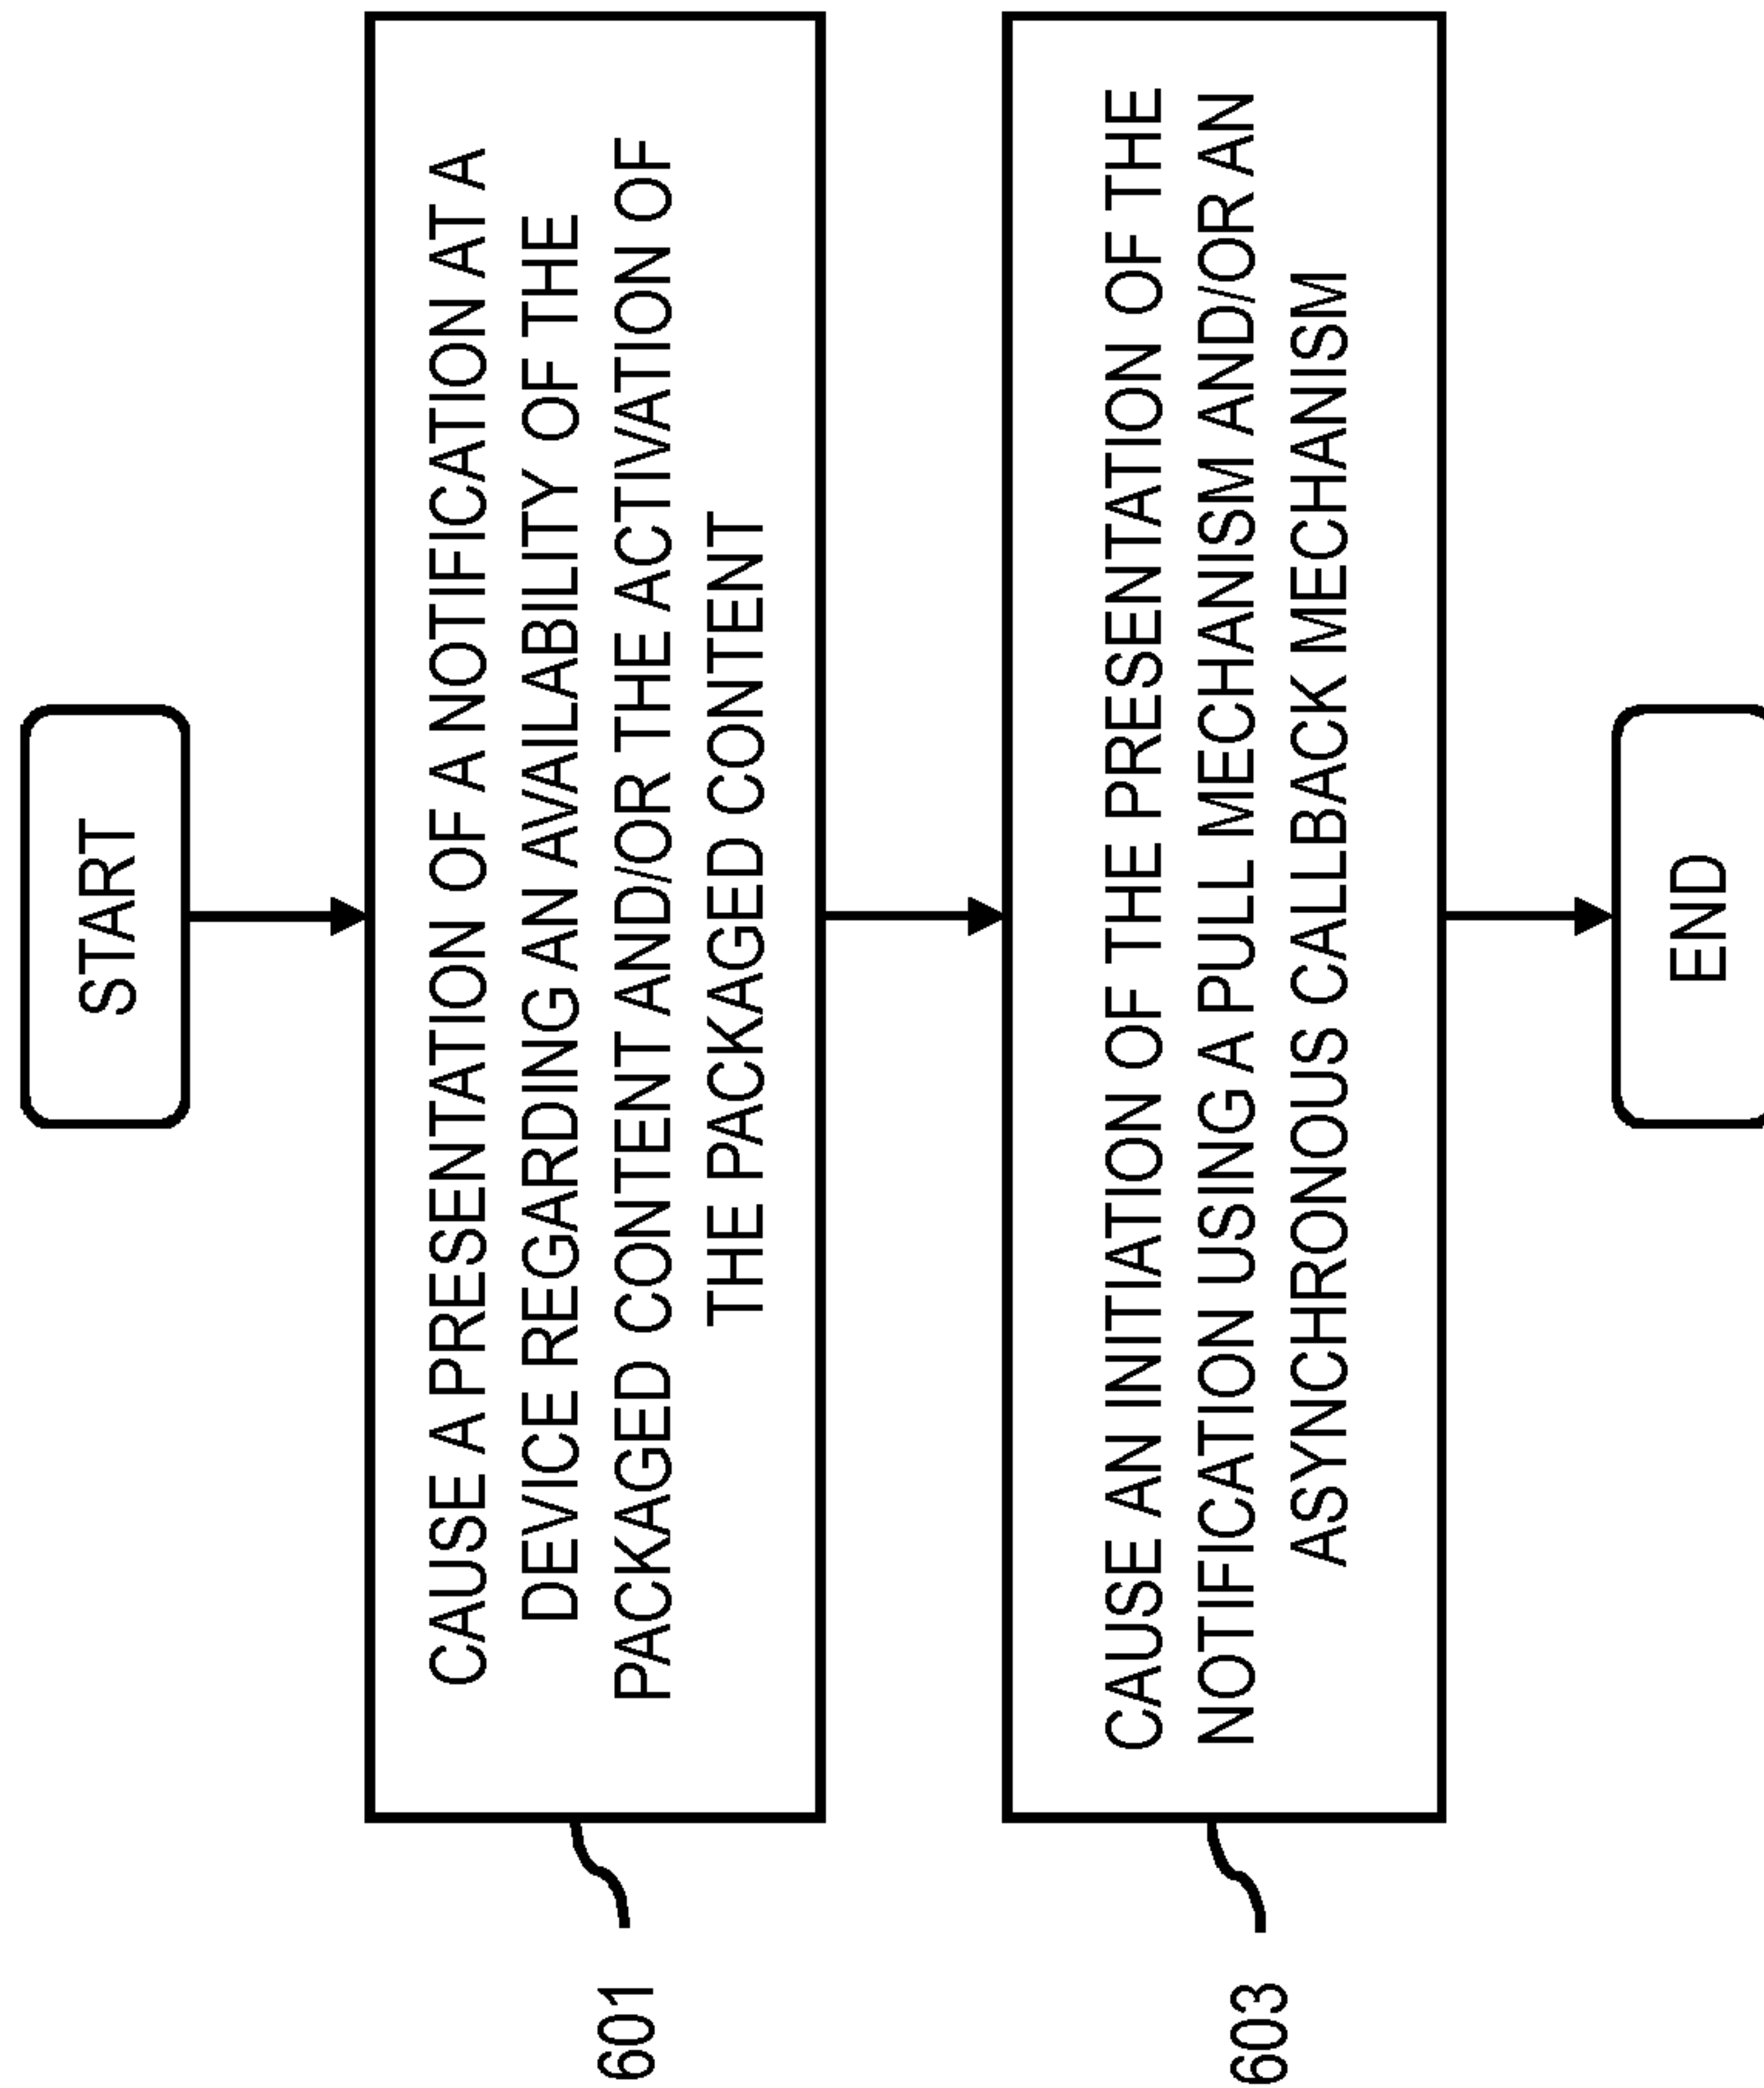 START
CAUSE A PRESENTATION OF A NOTIFICATION AT A
DEVICE REGARDING AN AVAILABILITY OF THE
PACKAGED CONTENT AND/OR THE ACTIVATION OF
THE PACKAGED CONTENT
601
CAUSE AN INITIATION OF THE PRESENTATION OF THE
NOTIFICATION USING A PULL MECHANISM AND/OR AN
ASYNCHRONOUS CALLBACK MECHANISM
603
END